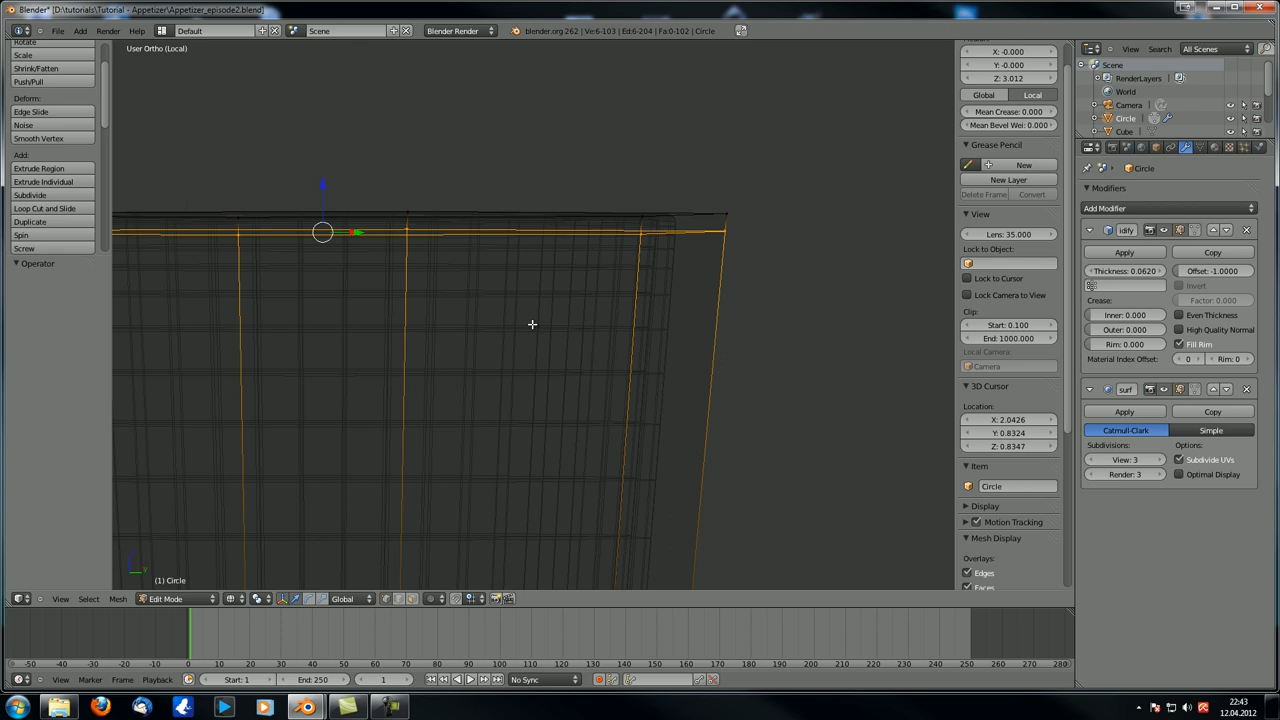 Blender* [D:\tutorials\Tutorial - Appetizer\Appetizer_episode2.blend]
File Add Render Help Default Scene Blender Render blender.org 262 | Ve:6-103 | Ed:6-204 | Fa:0-102 | Circle
View Search All Scenes
Rotate
Scale
Shrink/Fatten
Push/Pull
Deform:
Edge Slide
Noise
Smooth Vertex
Add:
Extrude Region
Extrude Individual
Subdivide
Loop Cut and Slide
Duplicate
Spin
Screw
Operator
User Ortho (Local)
(1) Circle
X: -0.000
Y: -0.000
Z: 3.012
Global Local
Mean Crease: 0.000
Mean Bevel Wei: 0.000
Grease Pencil
New
New Layer
Delete Frame Convert
View
Lens: 35.000
Lock to Object:
Lock to Cursor
Lock Camera to View
Clip:
Start: 0.100
End: 1000.000
Local Camera:
Camera
3D Cursor
Location:
X: 2.0426
Y: 0.8324
Z: 0.8347
Item
Circle
Display
Motion Tracking
Mesh Display
Overlays:
Edges
Faces
Scene
RenderLayers
World
Camera
Circle
Cube
Circle
Modifiers
Add Modifier
idify
Apply Copy
Thickness: 0.0620 Offset: -1.0000
Invert
Crease: Factor: 0.000
Inner: 0.000 Even Thickness
Outer: 0.000 High Quality Normal
Rim: 0.000 Fill Rim
Material Index Offset: 0 Rim: 0
surf
Apply Copy
Catmull-Clark Simple
Subdivisions: Options:
View: 3 Subdivide UVs
Render: 3 Optimal Display
View Select Mesh Edit Mode Global
-50 -40 -30 -20 -10 0 10 20 30 40 50 60 70 80 90 100 110 120 130 140 150 160 170 180 190 200 210 220 230 240 250 260 270 280
View Marker Frame Playback Start: 1 End: 250 1 No Sync
22:43
12.04.2012